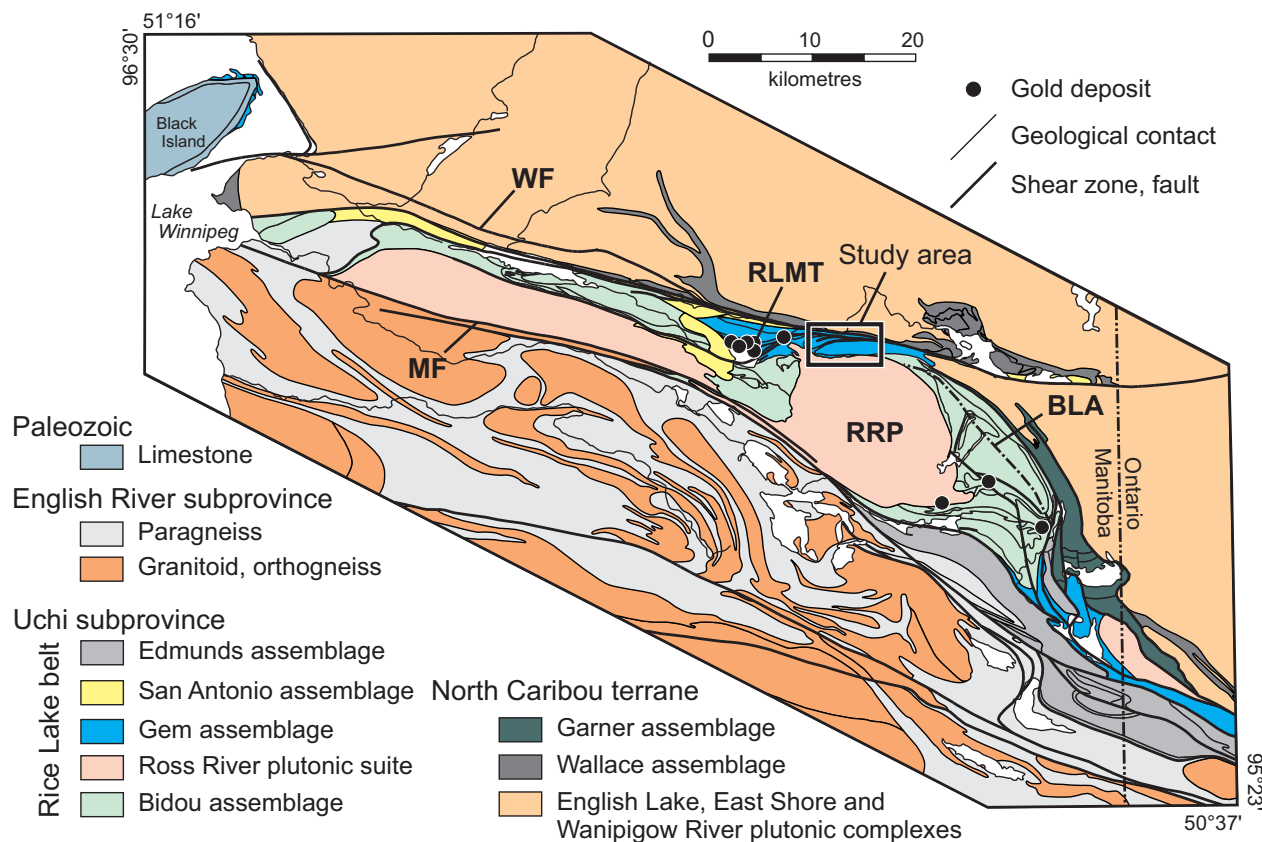 51°16'
96°30'
0 10 20
kilometres
Gold deposit
Geological contact
Shear zone, fault
Black
Island
WF
Lake
Winnipeg
RLMT
Study area
MF
BLA
RRP
Ontario
Manitoba
Paleozoic
Limestone
English River subprovince
Paragneiss
Granitoid, orthogneiss
Uchi subprovince
Rice Lake belt
Edmunds assemblage
San Antonio assemblage
Gem assemblage
Ross River plutonic suite
Bidou assemblage
North Caribou terrane
Garner assemblage
Wallace assemblage
English Lake, East Shore and
Wanipigow River plutonic complexes
95°23'
50°37'